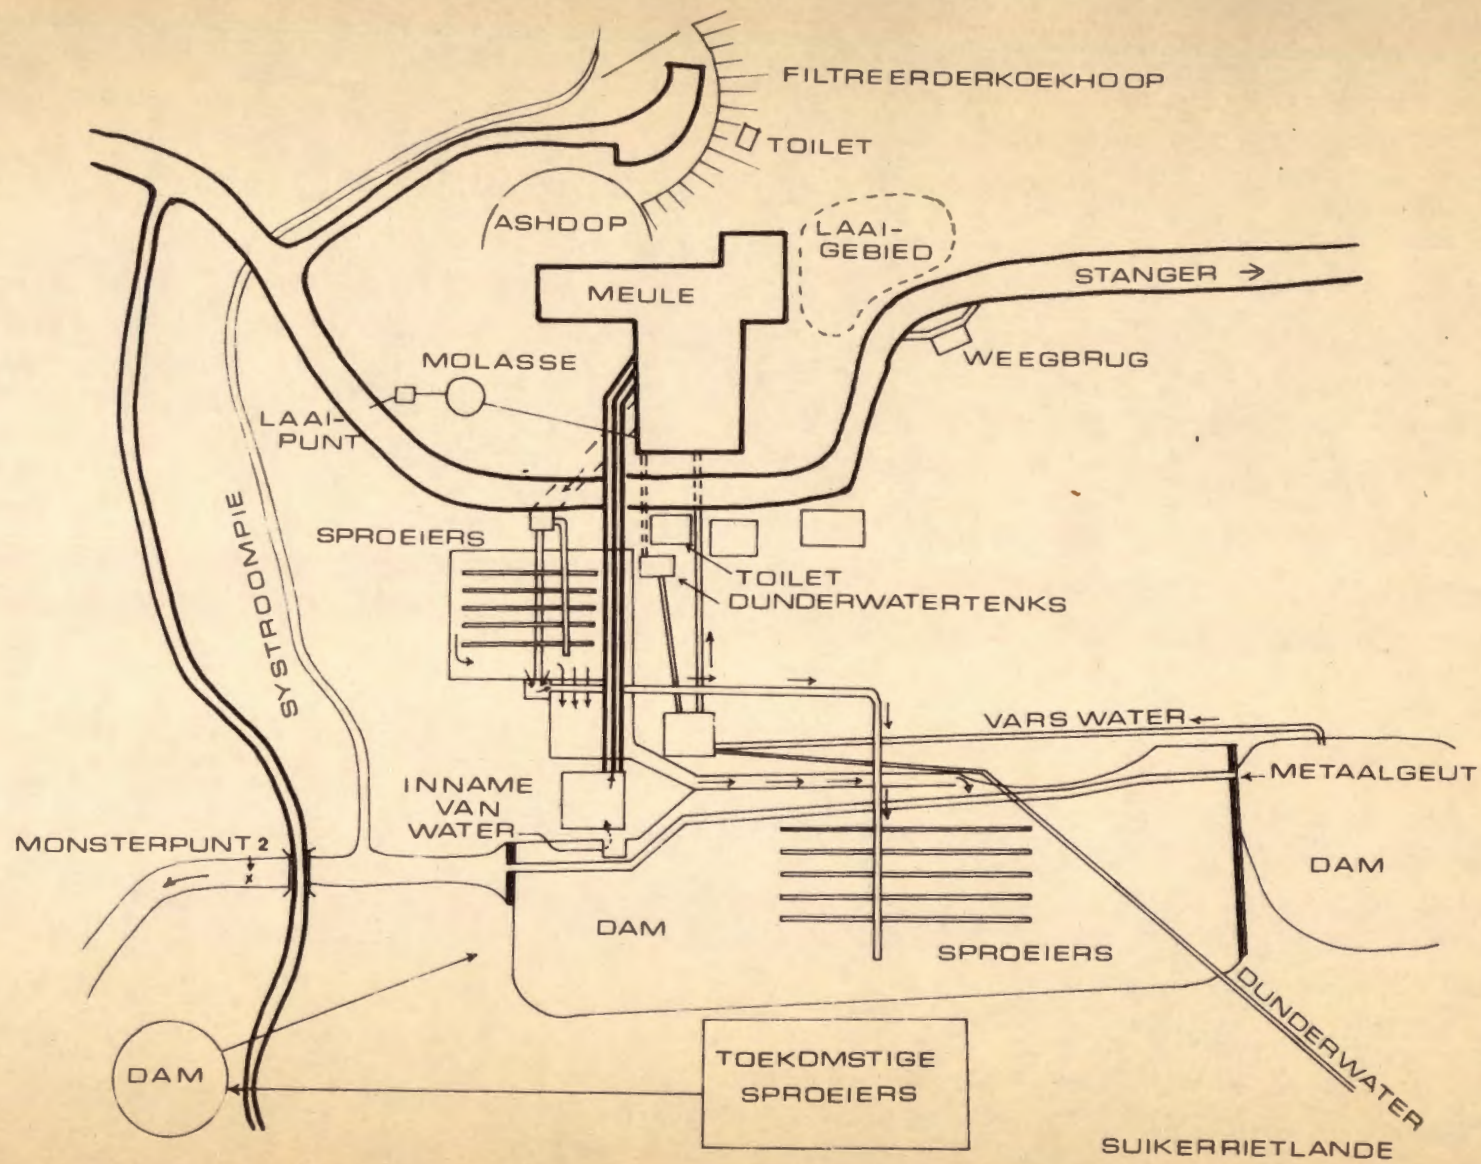 FILTREERDERKOEKHOOP
TOILET
ASHOOP
LAAI-
GEBIED
STANGER →
MEULE
WEEGBRUG
MOLASSE
LAAI-
PUNT
SYSTROOMPIE
SPROEIERS
TOILET
DUNDERWATERTENKS
VARS WATER
METAALGEUT
INNAME
VAN
WATER
MONSTERPUNT 2
x
DAM
DAM
SPROEIERS
DUNDERWATER
DAM
TOEKOMSTIGE
SPROEIERS
SUIKERRIETLANDE